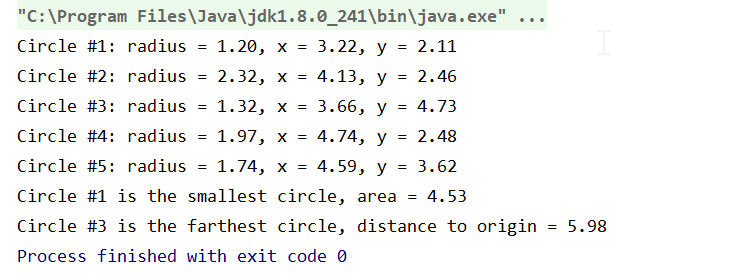 "C:\Program Files\Java\jdk1.8.0_241\bin\java.exe" ...
Circle #1: radius = 1.20, x = 3.22, y = 2.11
Circle #2: radius = 2.32, x = 4.13, y = 2.46
Circle #3: radius = 1.32, x = 3.66, y = 4.73
Circle #4: radius = 1.97, x = 4.74, y = 2.48
Circle #5: radius = 1.74, x = 4.59, y = 3.62
Circle #1 is the smallest circle, area = 4.53
Circle #3 is the farthest circle, distance to origin = 5.98
Process finished with exit code 0